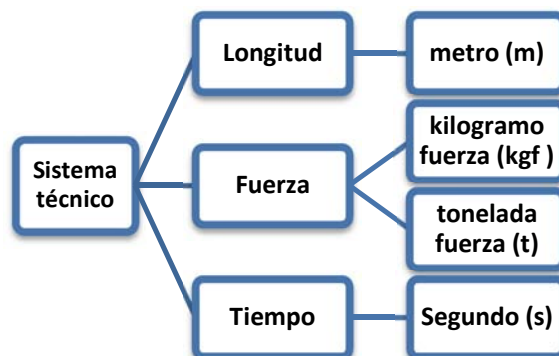 Longitud
metro (m)
Sistema
técnico
Fuerza
kilogramo
fuerza (kgf )
tonelada
fuerza (t)
Tiempo
Segundo (s)